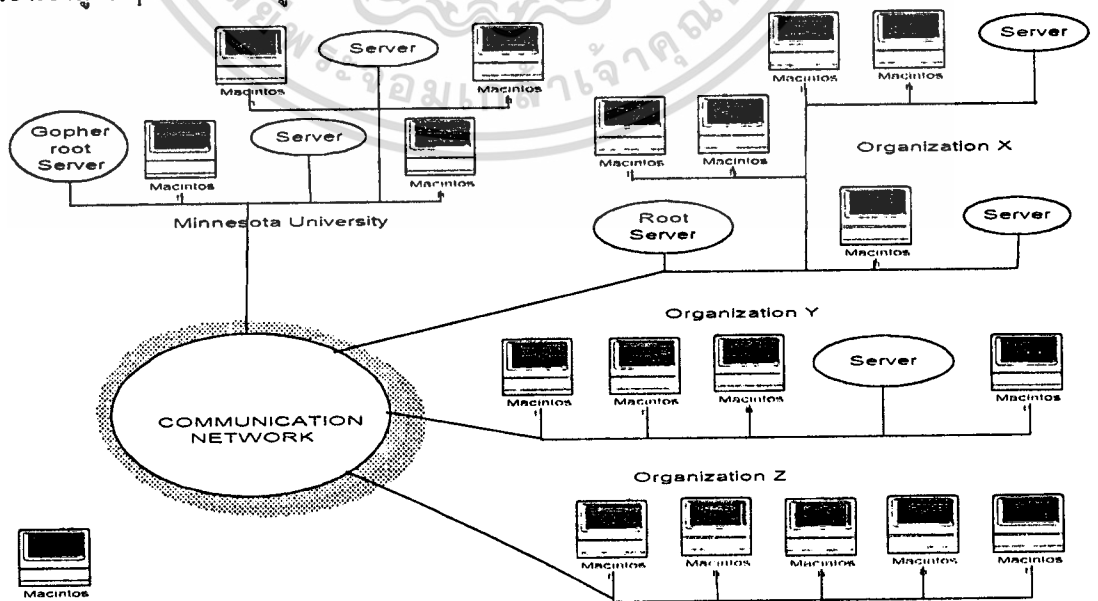 Server
Macintos
h
Macintos
h
Gopher
root
Server
Server
Macintos
h
Macintos
h
Minnesota University
Server
Macintos
h
Macintos
h
Macintos
h
Macintos
h
Organization X
Root
Server
Server
Macintos
h
Organization Y
Server
Macintos
h
Macintos
h
Macintos
h
Macintos
h
COMMUNICATION
NETWORK
Organization Z
Macintos
h
Macintos
h
Macintos
h
Macintos
h
Macintos
h
Macintos